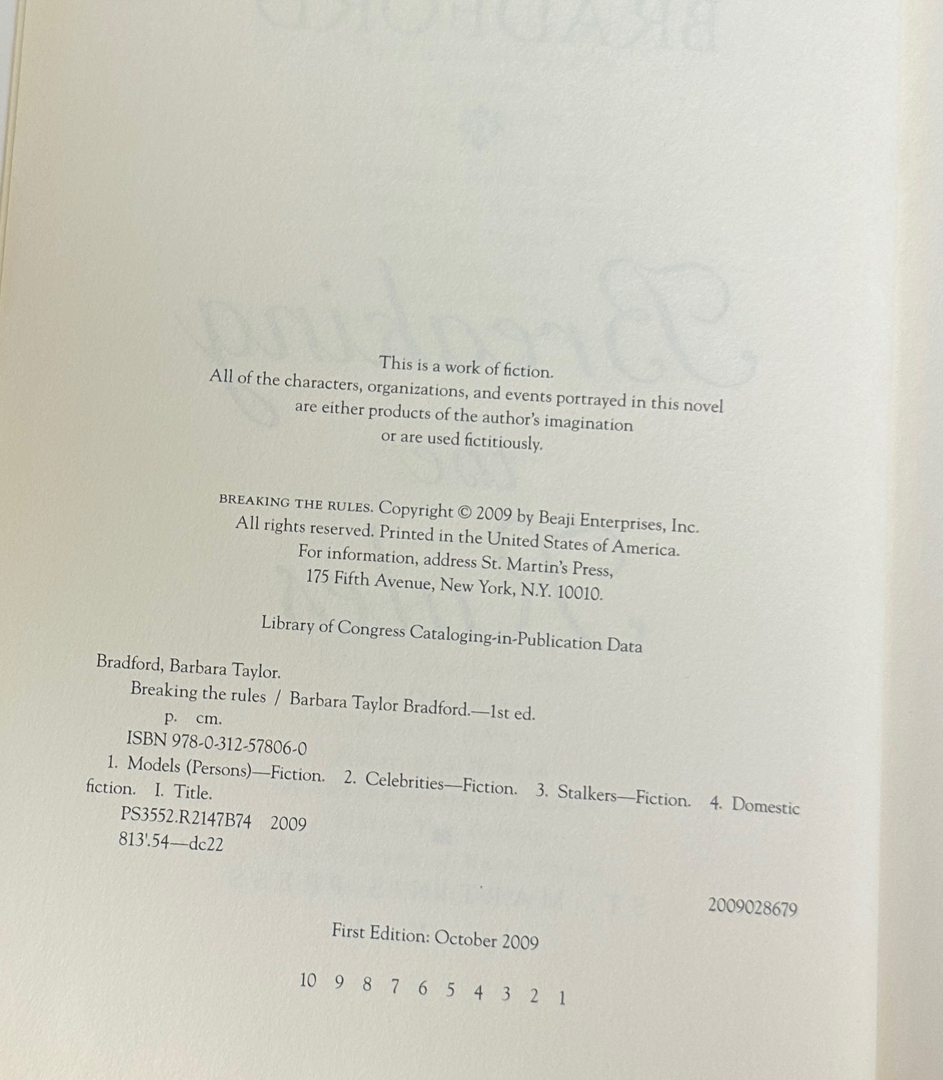 This is a work of fiction.
All of the characters, organizations, and events portrayed in this novel
are either products of the author's imagination
or are used fictitiously.
BREAKING THE RULES. Copyright © 2009 by Beaji Enterprises, Inc.
All rights reserved. Printed in the United States of America.
For information, address St. Martin's Press,
175 Fifth Avenue, New York, N.Y. 10010.
Library of Congress Cataloging-in-Publication Data
Bradford, Barbara Taylor.
Breaking the rules / Barbara Taylor Bradford.—1st ed.
p. cm.
ISBN 978-0-312-57806-0
1. Models (Persons)—Fiction. 2. Celebrities—Fiction. 3. Stalkers—Fiction. 4. Domestic
fiction. I. Title.
PS3552.R2147B74 2009
813'.54—dc22
2009028679
First Edition: October 2009
10 9 8 7 6 5 4 3 2 1